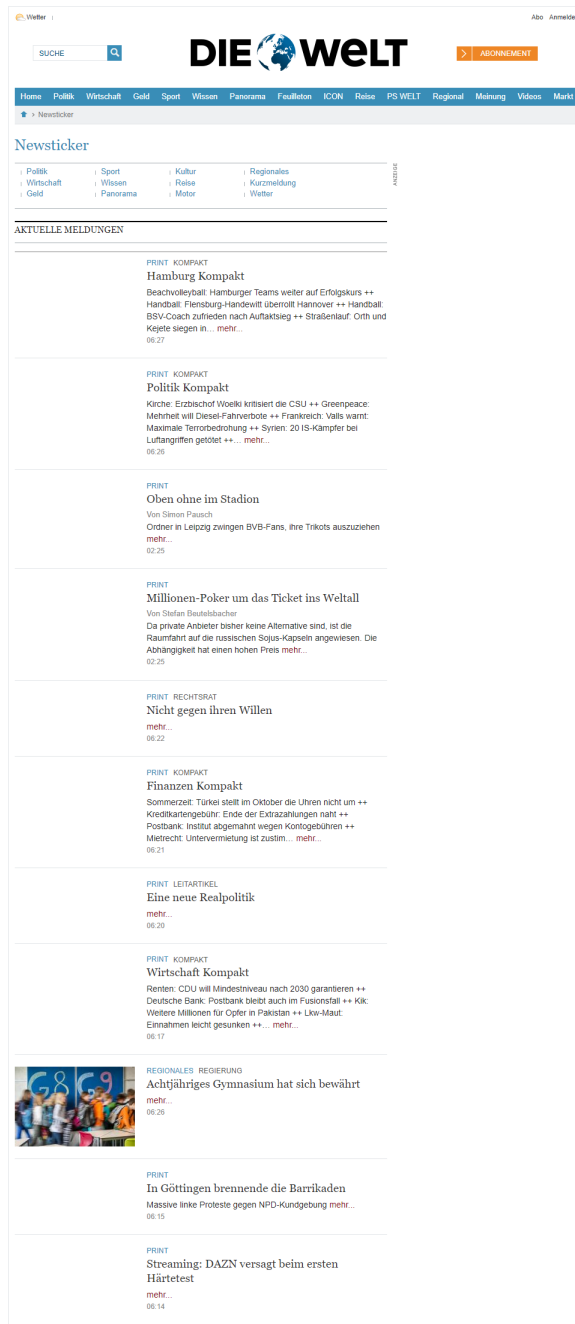 Wetter
Abo Anmelde
SUCHE
DIE WELT
ABONNEMENT
Home Politik Wirtschaft Geld Sport Wissen Panorama Feuilleton ICON Reise PS WELT Regional Meinung Videos Markt
Newsticker
Newsticker
Politik Sport Kultur Regionales
Wirtschaft Wissen Reise Kurzmeldung
Geld Panorama Motor Wetter
ANZEIGE
AKTUELLE MELDUNGEN
PRINT KOMPAKT
Hamburg Kompakt
Beachvolleyball: Hamburger Teams weiter auf Erfolgskurs ++
Handball: Flensburg-Handewitt überrollt Hannover ++ Handball:
BSV-Coach zufrieden nach Auftaktsieg ++ Straßenlauf: Orth und
Kejete siegen in… mehr...
06:27
PRINT KOMPAKT
Politik Kompakt
Kirche: Erzbischof Woelki kritisiert die CSU ++ Greenpeace:
Mehrheit will Diesel-Fahrverbote ++ Frankreich: Valls warnt:
Maximale Terrorbedrohung ++ Syrien: 20 IS-Kämpfer bei
Luftangriffen getötet ++… mehr...
06:26
PRINT
Oben ohne im Stadion
Von Simon Pausch
Ordner in Leipzig zwingen BVB-Fans, ihre Trikots auszuziehen
mehr...
02:25
PRINT
Millionen-Poker um das Ticket ins Weltall
Von Stefan Beutelsbacher
Da private Anbieter bisher keine Alternative sind, ist die
Raumfahrt auf die russischen Sojus-Kapseln angewiesen. Die
Abhängigkeit hat einen hohen Preis mehr...
02:25
PRINT RECHTSRAT
Nicht gegen ihren Willen
mehr...
06:22
PRINT KOMPAKT
Finanzen Kompakt
Sommerzeit: Türkei stellt im Oktober die Uhren nicht um ++
Kreditkartengebühr: Ende der Extrazahlungen naht ++
Postbank: Institut abgemahnt wegen Kontogebühren ++
Mietrecht: Untervermietung ist zustim… mehr...
06:21
PRINT LEITARTIKEL
Eine neue Realpolitik
mehr...
06:20
PRINT KOMPAKT
Wirtschaft Kompakt
Renten: CDU will Mindestniveau nach 2030 garantieren ++
Deutsche Bank: Postbank bleibt auch im Fusionsfall ++ Kik:
Weitere Millionen für Opfer in Pakistan ++ Lkw-Maut:
Einnahmen leicht gesunken ++… mehr...
06:17
G8 G9
REGIONALES REGIERUNG
Achtjähriges Gymnasium hat sich bewährt
mehr...
06:26
PRINT
In Göttingen brennende die Barrikaden
Massive linke Proteste gegen NPD-Kundgebung mehr...
06:15
PRINT
Streaming: DAZN versagt beim ersten
Härtetest
mehr...
06:14